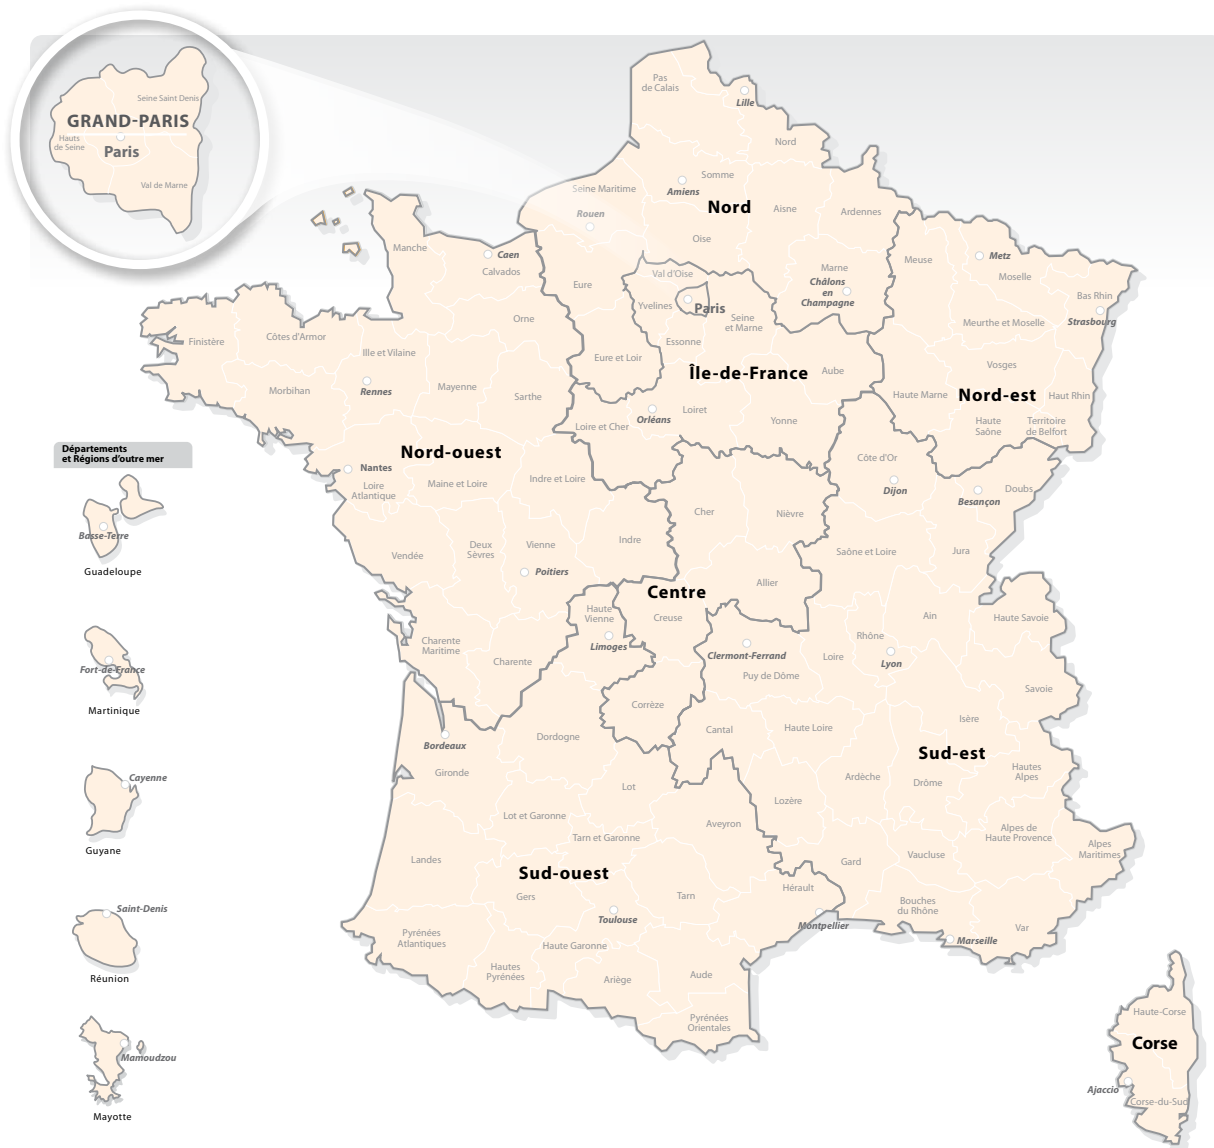 Seine Saint Denis
GRAND-PARIS
Hauts
de Seine
Paris
Val de Marne
Pas
de Calais
Lille
Nord
Somme
Amiens
Seine Maritime
Rouen
Nord
Aisne
Ardennes
Oise
Manche
Caen
Calvados
Eure
Orne
Val d'Oise
Yvelines
Paris
Seine
et Marne
Essonne
Marne
Châlons
en
Champagne
Meuse
Metz
Moselle
Bas Rhin
Strasbourg
Meurthe et Moselle
Vosges
Haute Marne
Nord-est
Haut Rhin
Haute
Saône
Territoire
de Belfort
Finistère
Côtes d'Armor
Ille et Vilaine
Morbihan
Rennes
Mayenne
Sarthe
Eure et Loir
Île-de-France
Aube
Orléans
Loiret
Loire et Cher
Yonne
Nord-ouest
Nantes
Loire
Atlantique
Maine et Loire
Indre et Loire
Vendée
Deux
Sèvres
Vienne
Poitiers
Indre
Cher
Nièvre
Côte d'Or
Dijon
Besançon
Doubs
Saône et Loire
Jura
Allier
Centre
Creuse
Haute
Vienne
Limoges
Charente
Maritime
Charente
Corrèze
Clermont-Ferrand
Puy de Dôme
Loire
Rhône
Lyon
Ain
Haute Savoie
Savoie
Isère
Cantal
Haute Loire
Sud-est
Ardèche
Drôme
Hautes
Alpes
Lozère
Alpes de
Haute Provence
Alpes
Maritimes
Vaucluse
Gard
Bouches
du Rhône
Var
Marseille
Hérault
Montpellier
Bordeaux
Gironde
Dordogne
Lot
Lot et Garonne
Tarn et Garonne
Aveyron
Landes
Sud-ouest
Gers
Toulouse
Tarn
Pyrénées
Atlantiques
Haute Garonne
Hautes
Pyrénées
Ariège
Aude
Pyrénées
Orientales
Haute-Corse
Corse
Ajaccio
Corse-du-Sud
Départements
et Régions d'outre mer
Basse-Terre
Guadeloupe
Fort-de-France
Martinique
Cayenne
Guyane
Saint-Denis
Réunion
Mamoudzou
Mayotte